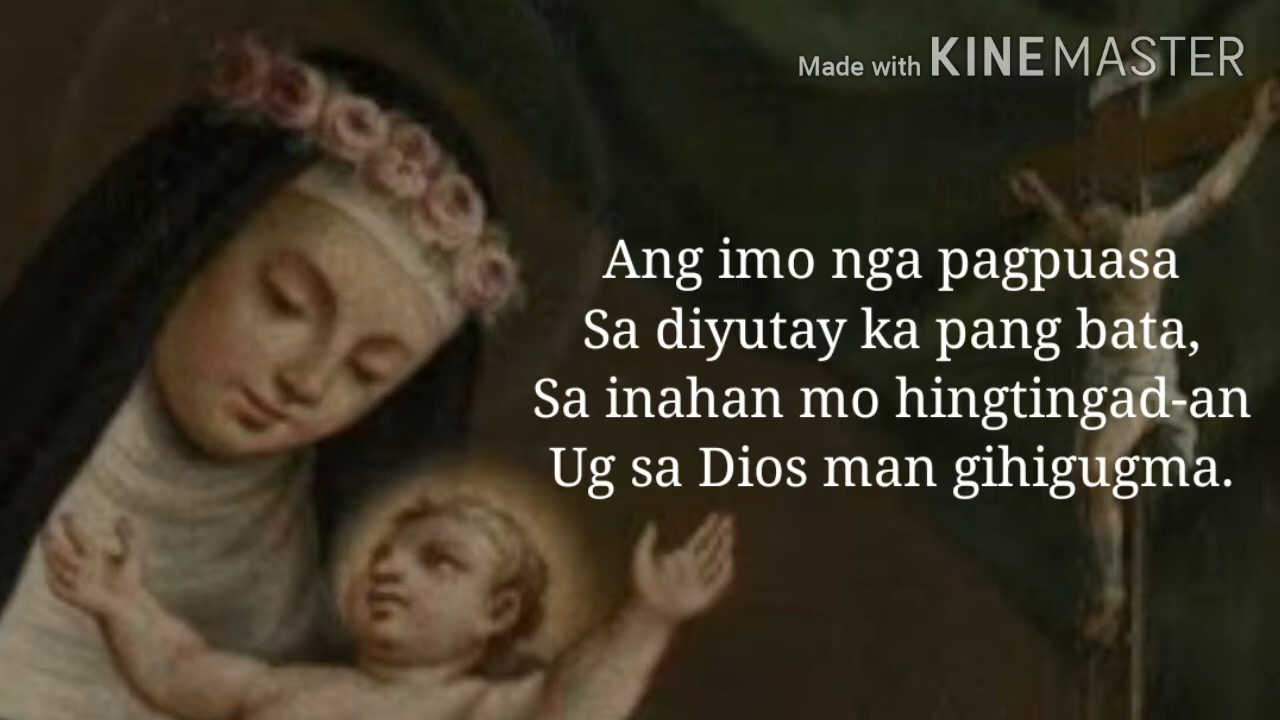 Made with KINEMASTER
Ang imo nga pagpuasa
Sa diyutay ka pang bata,
Sa inahan mo hingtingad-an
Ug sa Dios man gihigugma.